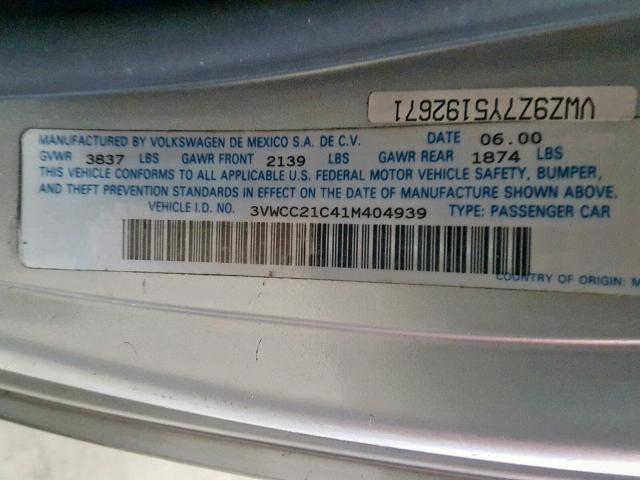 VWZ9Z7Y5192671
MANUFACTURED BY VOLKSWAGEN DE MEXICO S.A. DE C.V. DATE 06.00
GVWR 3837 LBS GAWR FRONT 2139 LBS GAWR REAR 1874 LBS
THIS VEHICLE CONFORMS TO ALL APPLICABLE U.S. FEDERAL MOTOR VEHICLE SAFETY, BUMPER,
AND THEFT PREVENTION STANDARDS IN EFFECT ON THE DATE OF MANUFACTURE SHOWN ABOVE.
VEHICLE I.D. NO. 3VWCC21C41M404939 TYPE: PASSENGER CAR
COUNTRY OF ORIGIN: M